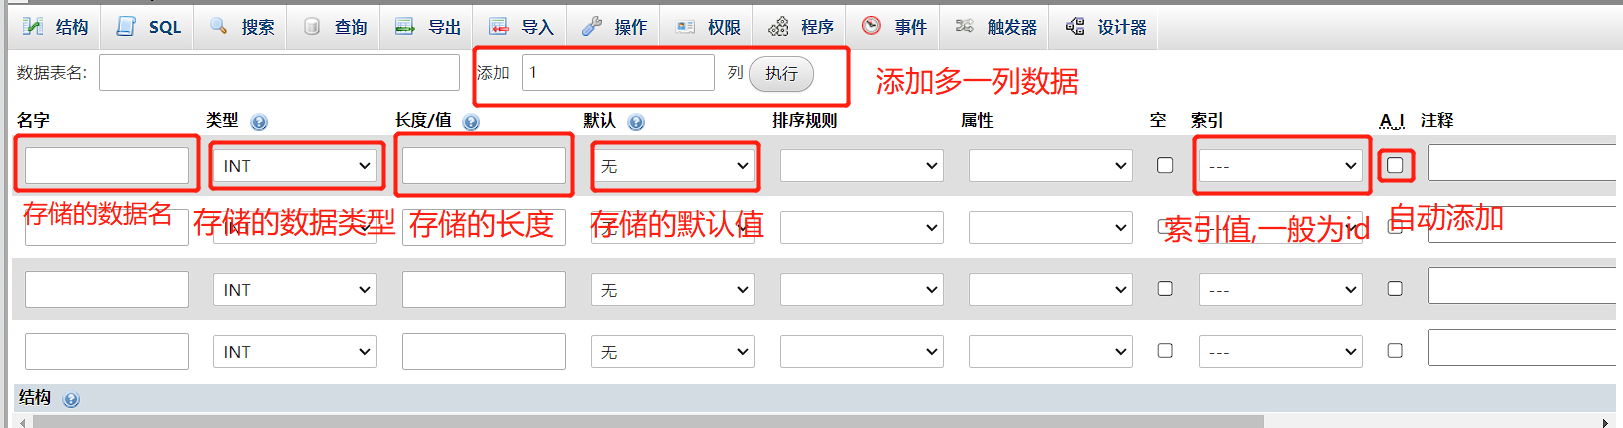 结构 SQL 搜索 查询 导出 导入 操作 权限 程序 事件 触发器 设计器
数据表名: 添加 1 列 执行 添加多一列数据
名字 类型 长度/值 默认 排序规则 属性 空 索引 A_I 注释
INT 无 ---
存储的数据名 存储的数据类型 存储的长度 存储的默认值 索引值,一般为id 自动添加
INT 无 ---
INT 无 ---
INT 无 ---
结构